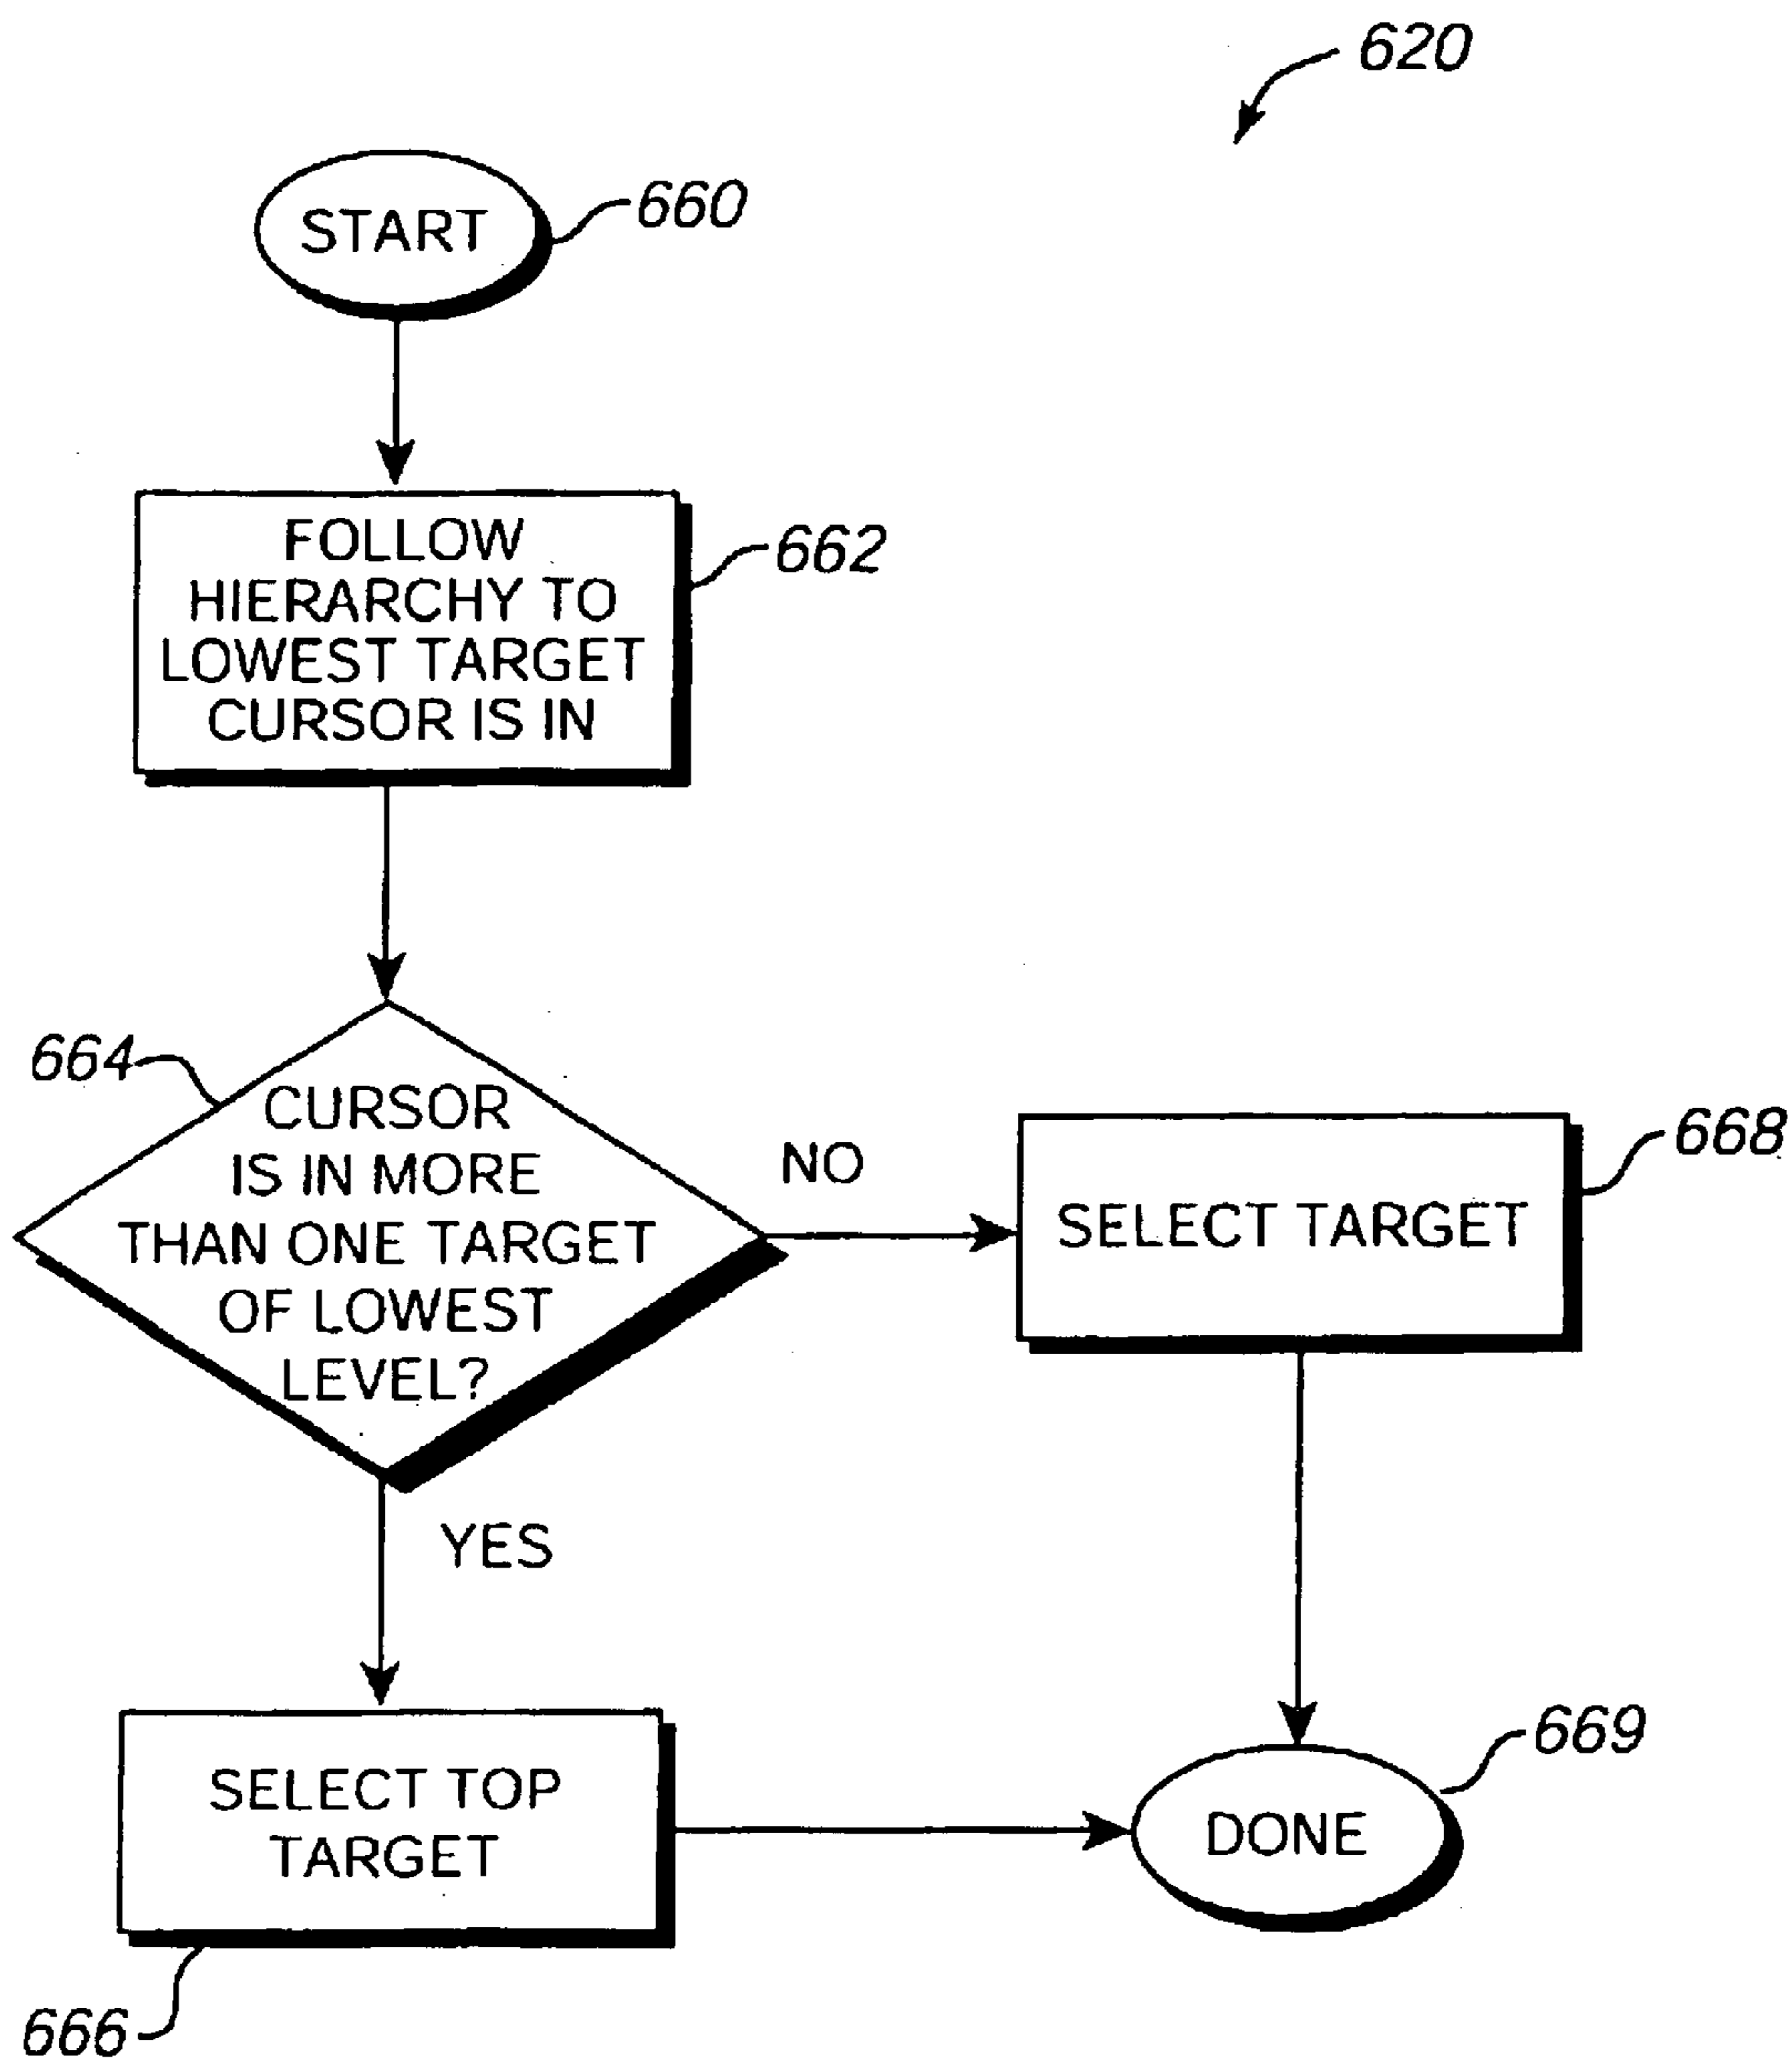 620
START
660
FOLLOW
HIERARCHY TO
LOWEST TARGET
CURSOR IS IN
662
664
CURSOR
IS IN MORE
THAN ONE TARGET
OF LOWEST
LEVEL?
NO
SELECT TARGET
668
YES
SELECT TOP
TARGET
666
DONE
669